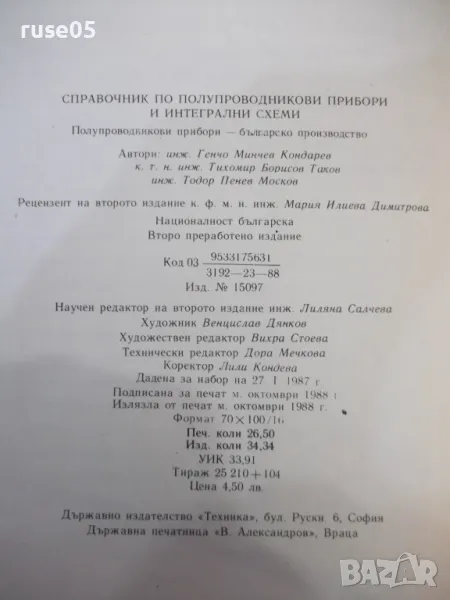 ruse05
СПРАВОЧНИК ПО ПОЛУПРОВОДНИКОВИ ПРИБОРИ
И ИНТЕГРАЛНИ СХЕМИ
Полупроводникови прибори — българско производство
Автори: инж. Генчо Минчев Кондарев
к. т. н. инж. Тихомир Борисов Таков
инж. Тодор Пенев Москов
Рецензент на второто издание к. ф. м. н. инж. Мария Илиева Димитрова
Националност българска
Второ преработено издание
Код 03 9533175631
3192—23—88
Изд. № 15097
Научен редактор на второто издание инж. Лиляна Салчева
Художник Венцислав Дянков
Художествен редактор Вихра Стоева
Технически редактор Дора Мечкова
Коректор Лили Кондева
Дадена за набор на 27 I 1987 г.
Подписана за печат м. октомври 1988 г
Излязла от печат м. октомври 1988 г.
Формат 70×100/16
Печ. коли 26,50
Изд. коли 34,34
УИК 33,91
Тираж 25 210+104
Цена 4,50 лв.
Държавно издателство «Техника», бул. Руски, 6, София
Държавна печатница «В. Александров», Враца
БАЗАР